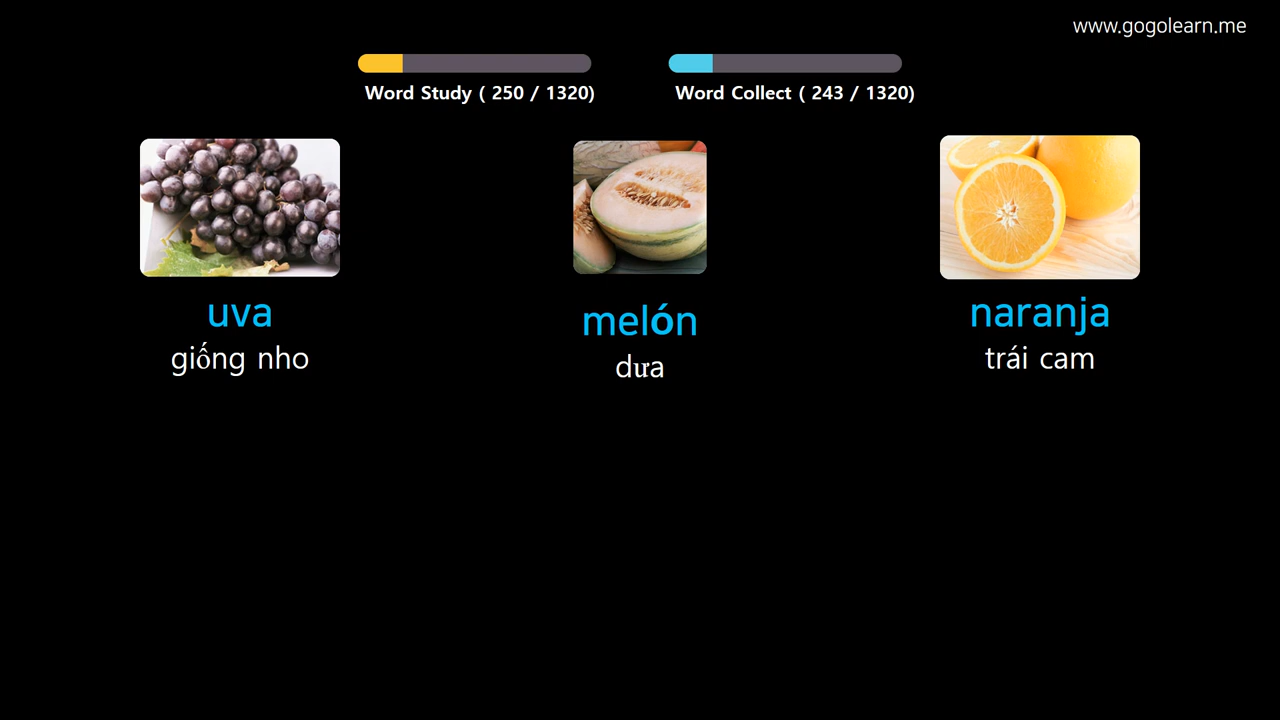 www.gogolearn.me
Word Study ( 250 / 1320)
Word Collect ( 243 / 1320)
uva
giống nho
melón
dưa
naranja
trái cam